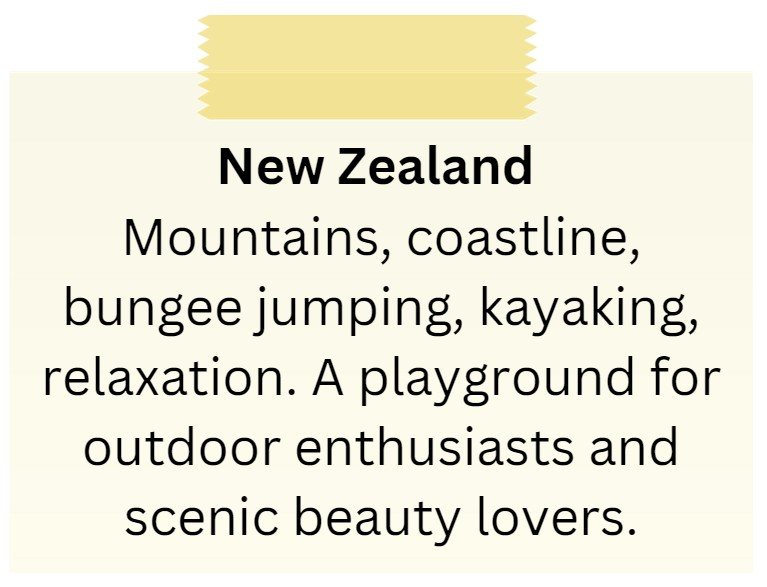 New Zealand
Mountains, coastline,
bungee jumping, kayaking,
relaxation. A playground for
outdoor enthusiasts and
scenic beauty lovers.